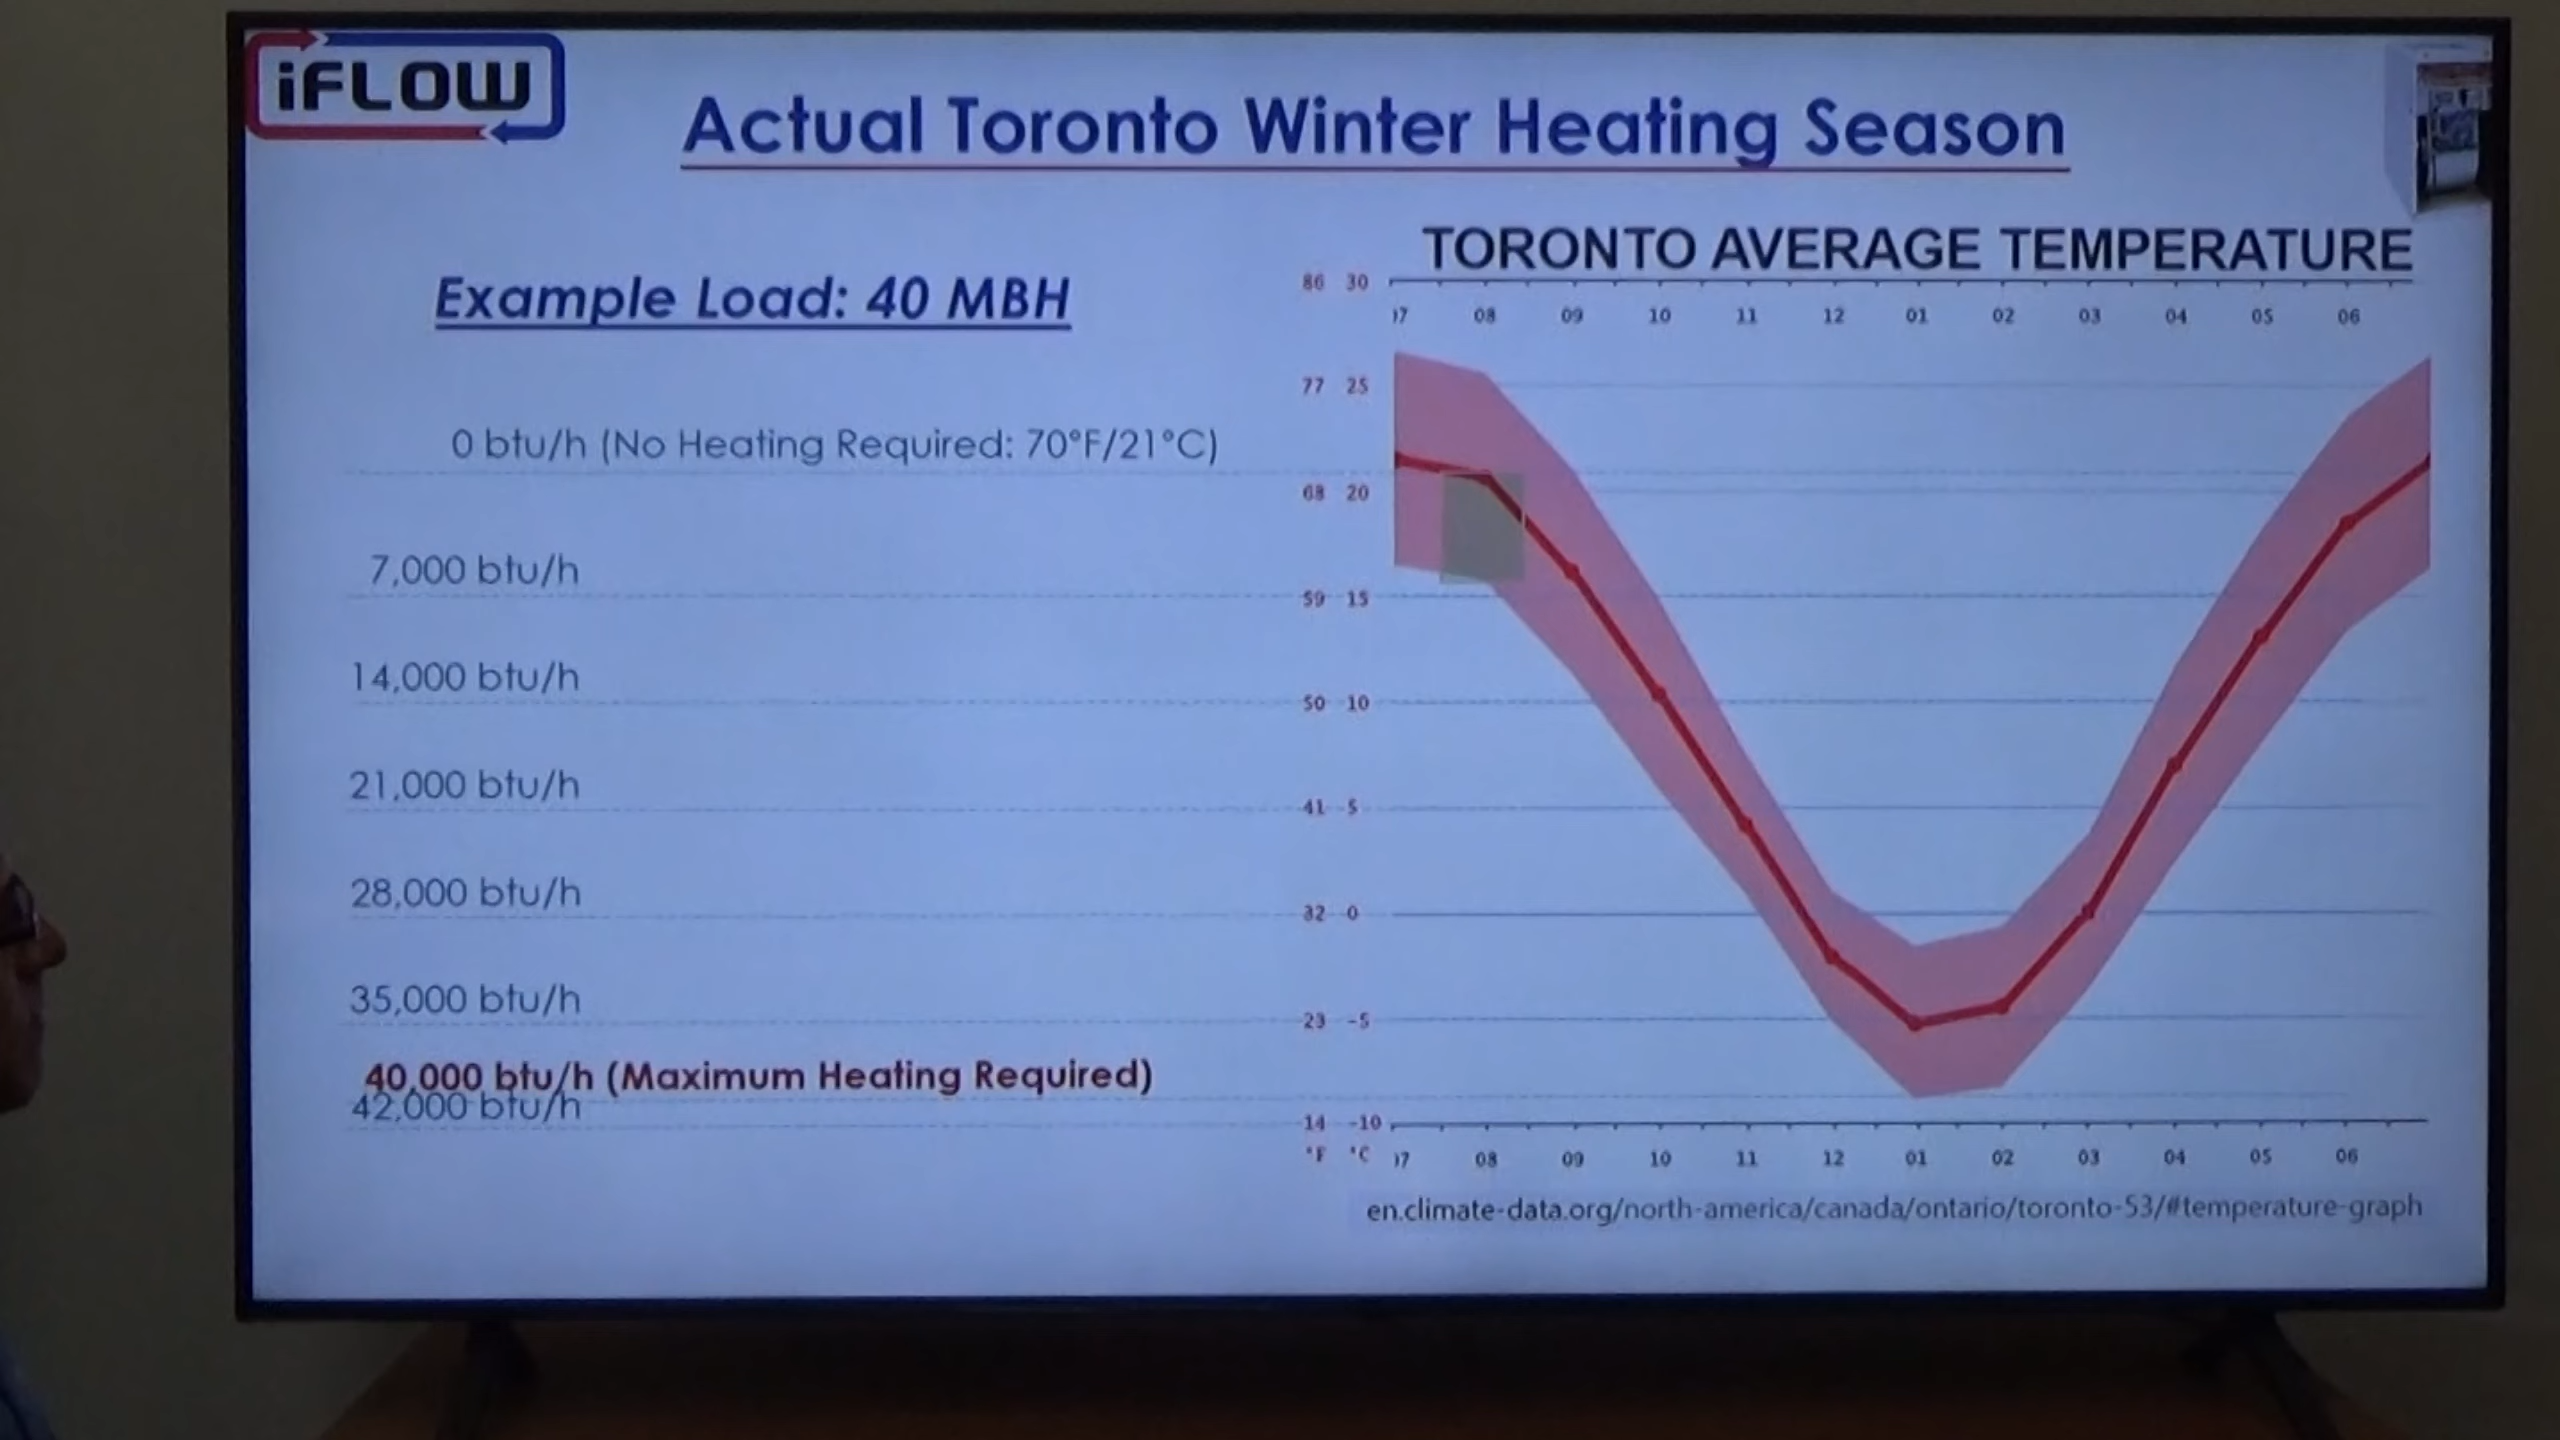 iFLOW
Actual Toronto Winter Heating Season
Example Load: 40 MBH
0 btu/h (No Heating Required: 70°F/21°C)
7,000 btu/h
14,000 btu/h
21,000 btu/h
28,000 btu/h
35,000 btu/h
40,000 btu/h (Maximum Heating Required)
42,000 btu/h
TORONTO AVERAGE TEMPERATURE
86 30
07 08 09 10 11 12 01 02 03 04 05 06
77 25
68 20
59 15
50 10
41 5
32 0
23 -5
14 -10
°F °C 07 08 09 10 11 12 01 02 03 04 05 06
en.climate-data.org/north-america/canada/ontario/toronto-53/#temperature-graph